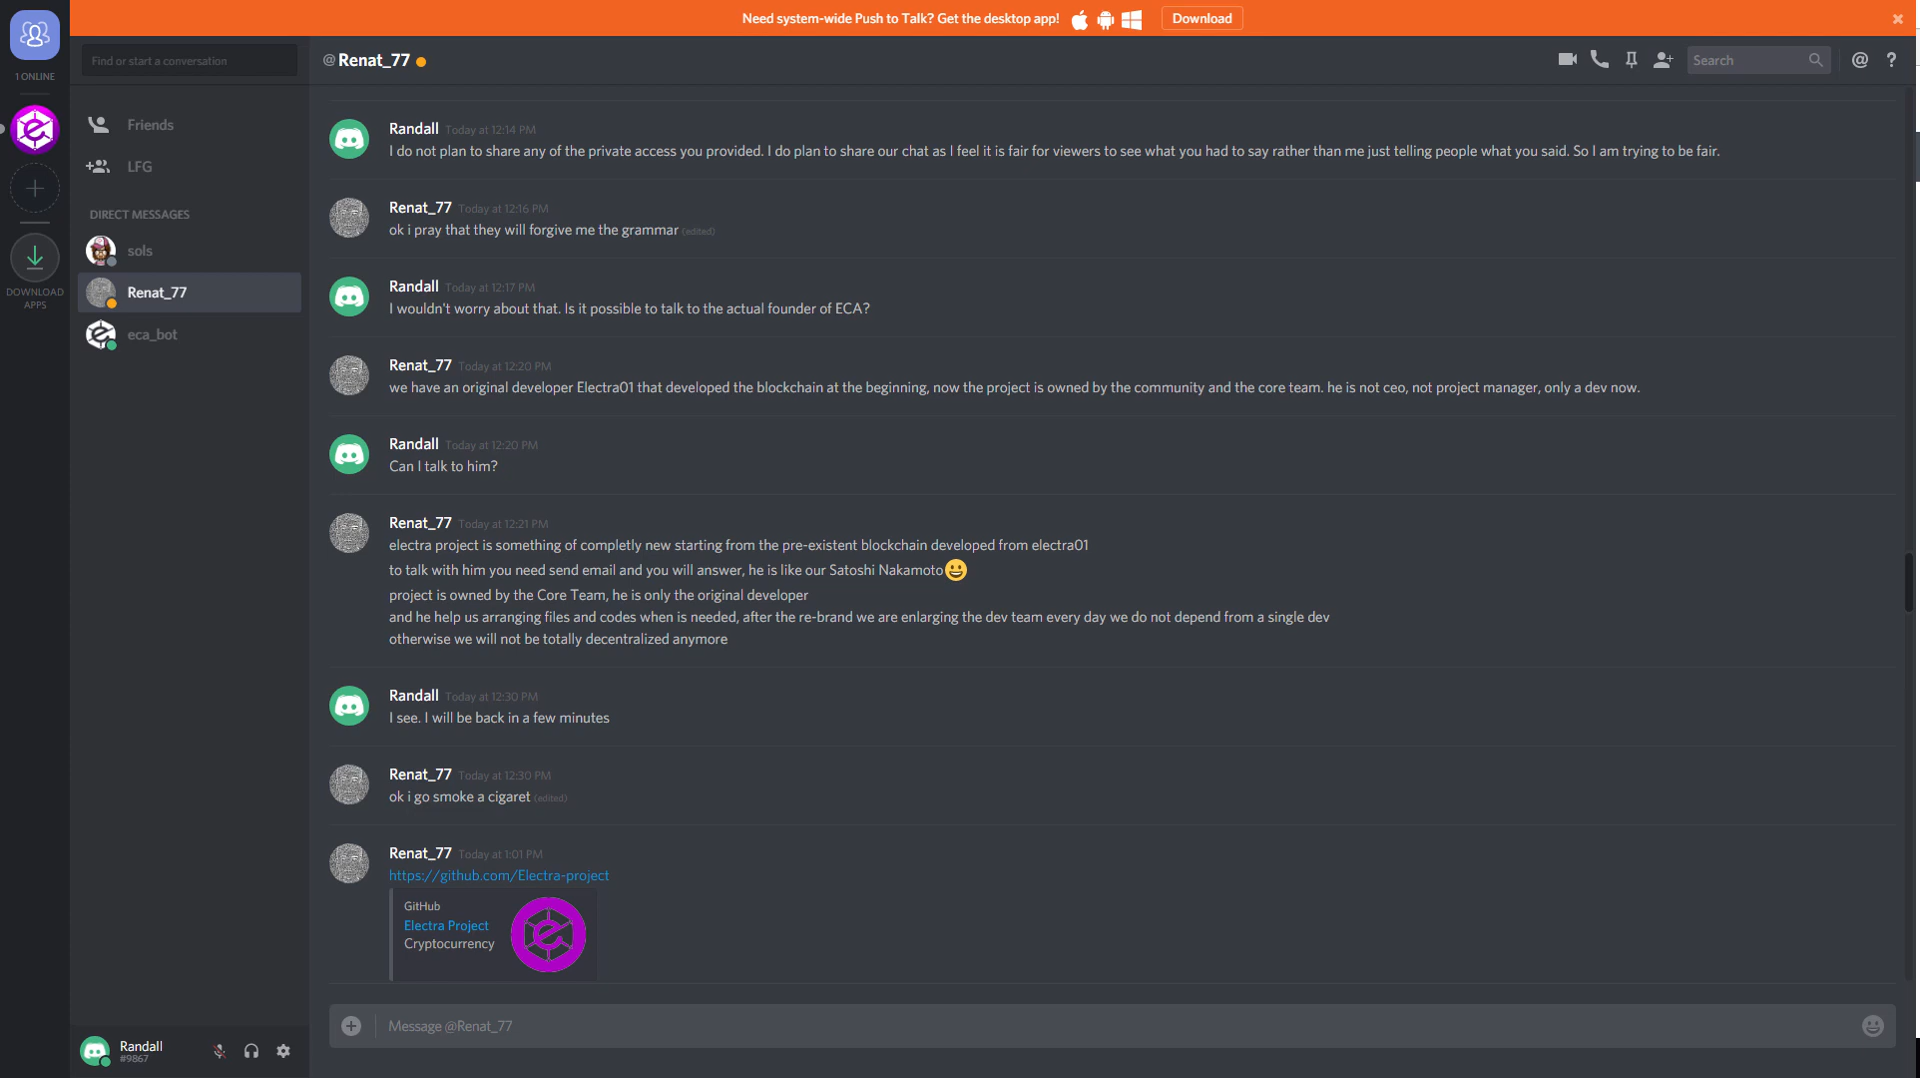 Need system-wide Push to Talk? Get the desktop app!
Download
1 ONLINE
DOWNLOAD
APPS
Find or start a conversation
Friends
LFG
DIRECT MESSAGES
sols
Renat_77
eca_bot
Randall
#9867
@Renat_77
Search
Randall Today at 12:14 PM
I do not plan to share any of the private access you provided. I do plan to share our chat as I feel it is fair for viewers to see what you had to say rather than me just telling people what you said. So I am trying to be fair.
Renat_77 Today at 12:16 PM
ok i pray that they will forgive me the grammar (edited)
Randall Today at 12:17 PM
I wouldn't worry about that. Is it possible to talk to the actual founder of ECA?
Renat_77 Today at 12:20 PM
we have an original developer Electra01 that developed the blockchain at the beginning, now the project is owned by the community and the core team. he is not ceo, not project manager, only a dev now.
Randall Today at 12:20 PM
Can I talk to him?
Renat_77 Today at 12:21 PM
electra project is something of completly new starting from the pre-existent blockchain developed from electra01
to talk with him you need send email and you will answer, he is like our Satoshi Nakamoto😀
project is owned by the Core Team, he is only the original developer
and he help us arranging files and codes when is needed, after the re-brand we are enlarging the dev team every day we do not depend from a single dev
otherwise we will not be totally decentralized anymore
Randall Today at 12:30 PM
I see. I will be back in a few minutes
Renat_77 Today at 12:30 PM
ok i go smoke a cigaret (edited)
Renat_77 Today at 1:01 PM
https://github.com/Electra-project
GitHub
Electra Project
Cryptocurrency
Message @Renat_77